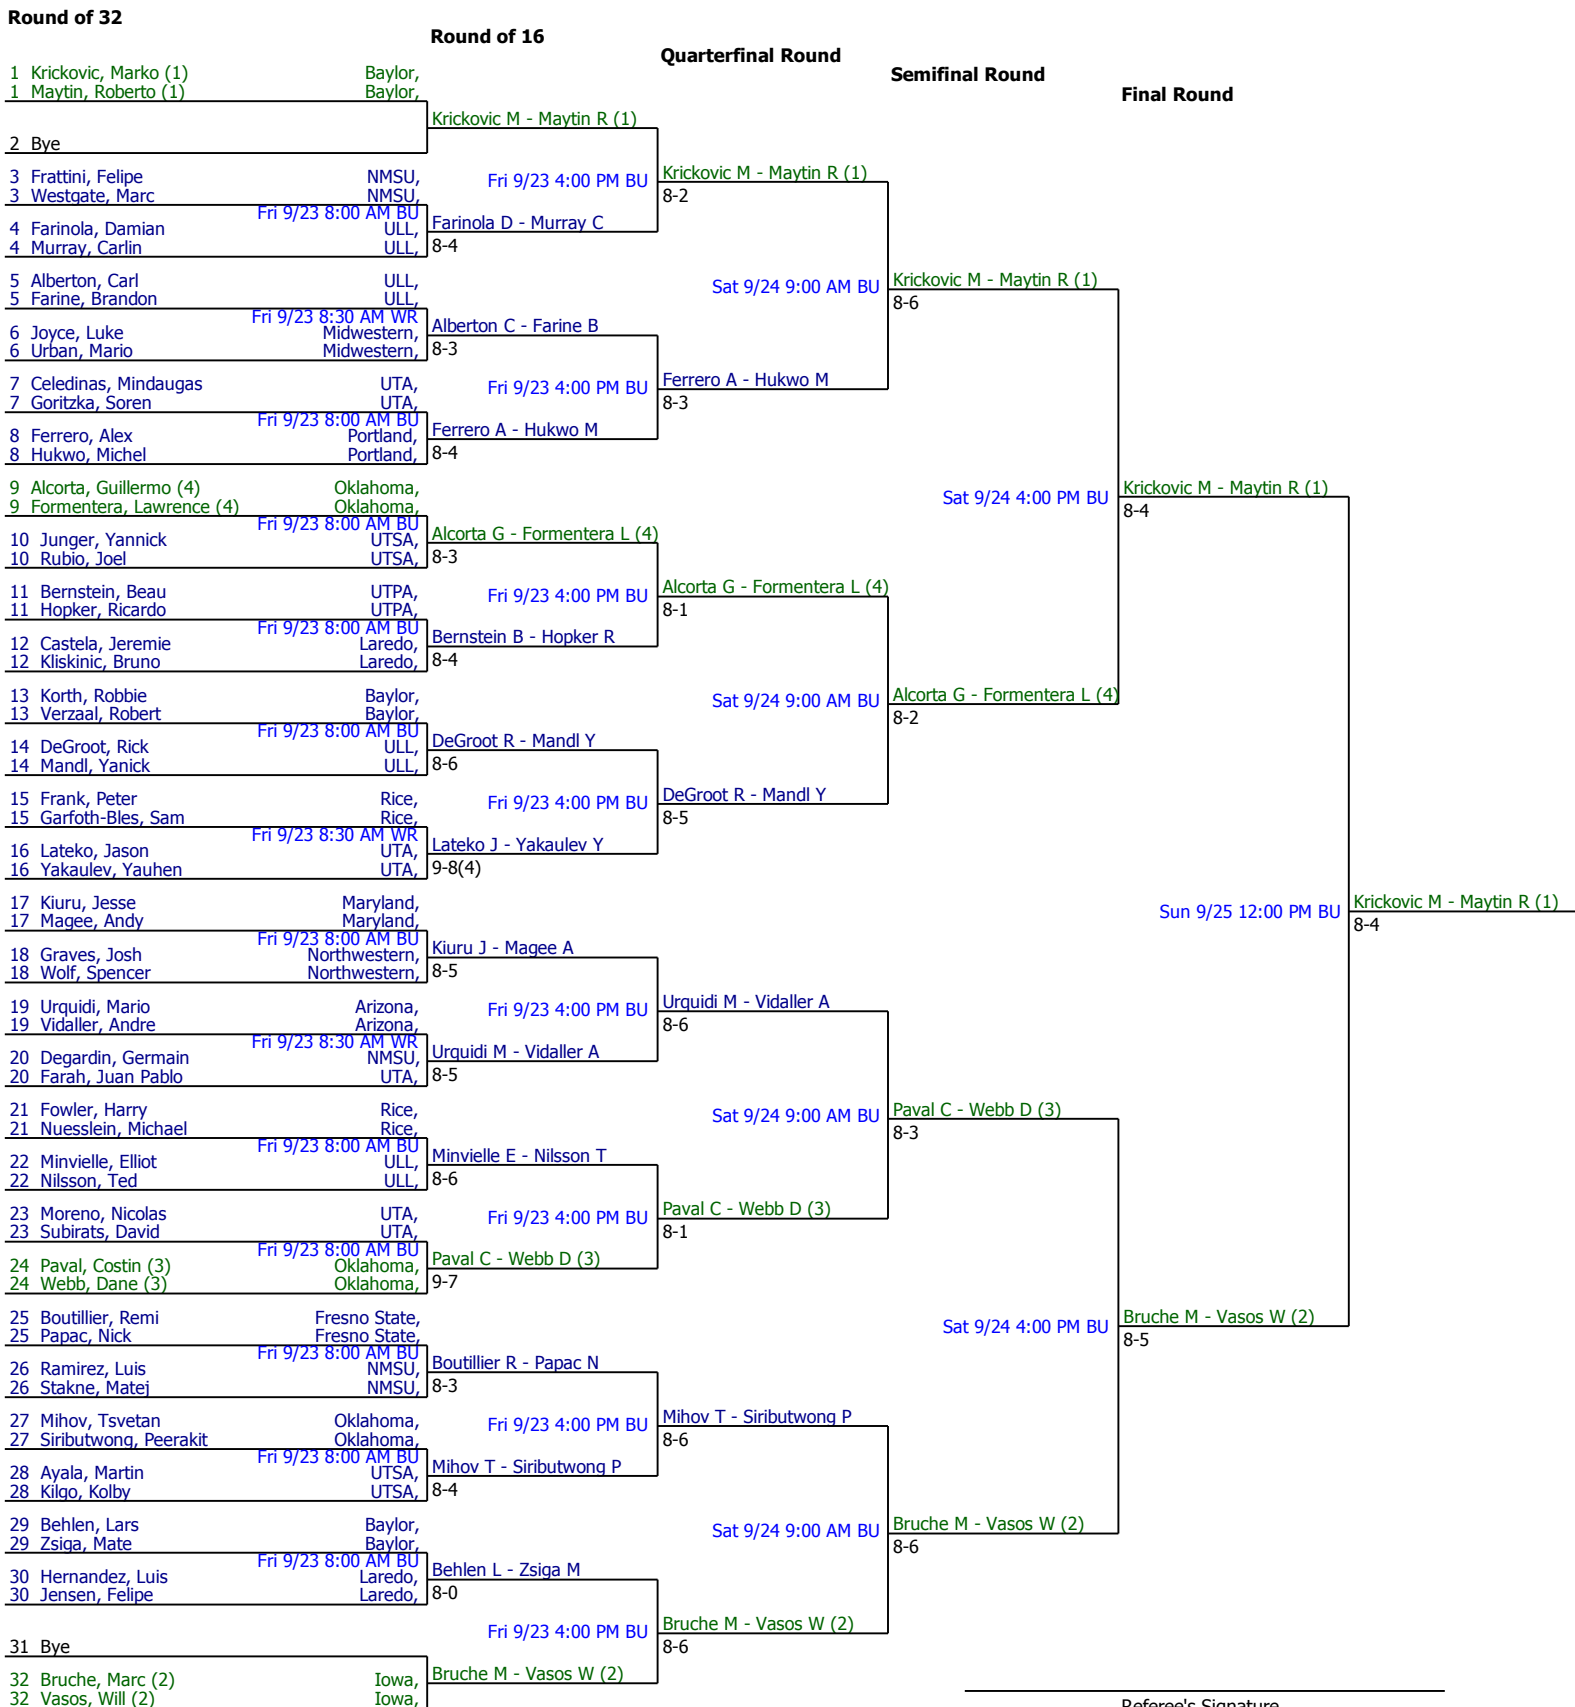 Round of 32
Round of 16
Quarterfinal Round
Semifinal Round
Final Round
1 Krickovic, Marko (1) Baylor,
1 Maytin, Roberto (1) Baylor,
2 Bye
3 Frattini, Felipe NMSU,
3 Westgate, Marc NMSU,
Fri 9/23 8:00 AM BU
4 Farinola, Damian ULL,
4 Murray, Carlin ULL,
5 Alberton, Carl ULL,
5 Farine, Brandon ULL,
Fri 9/23 8:30 AM WR
6 Joyce, Luke Midwestern,
6 Urban, Mario Midwestern,
7 Celedinas, Mindaugas UTA,
7 Goritzka, Soren UTA,
Fri 9/23 8:00 AM BU
8 Ferrero, Alex Portland,
8 Hukwo, Michel Portland,
9 Alcorta, Guillermo (4) Oklahoma,
9 Formentera, Lawrence (4) Oklahoma,
Fri 9/23 8:00 AM BU
10 Junger, Yannick UTSA,
10 Rubio, Joel UTSA,
11 Bernstein, Beau UTPA,
11 Hopker, Ricardo UTPA,
Fri 9/23 8:00 AM BU
12 Castela, Jeremie Laredo,
12 Kliskinic, Bruno Laredo,
13 Korth, Robbie Baylor,
13 Verzaal, Robert Baylor,
Fri 9/23 8:00 AM BU
14 DeGroot, Rick ULL,
14 Mandl, Yanick ULL,
15 Frank, Peter Rice,
15 Garfoth-Bles, Sam Rice,
Fri 9/23 8:30 AM WR
16 Lateko, Jason UTA,
16 Yakaulev, Yauhen UTA,
17 Kiuru, Jesse Maryland,
17 Magee, Andy Maryland,
Fri 9/23 8:00 AM BU
18 Graves, Josh Northwestern,
18 Wolf, Spencer Northwestern,
19 Urquidi, Mario Arizona,
19 Vidaller, Andre Arizona,
Fri 9/23 8:30 AM WR
20 Degardin, Germain NMSU,
20 Farah, Juan Pablo UTA,
21 Fowler, Harry Rice,
21 Nuesslein, Michael Rice,
Fri 9/23 8:00 AM BU
22 Minvielle, Elliot ULL,
22 Nilsson, Ted ULL,
23 Moreno, Nicolas UTA,
23 Subirats, David UTA,
Fri 9/23 8:00 AM BU
24 Paval, Costin (3) Oklahoma,
24 Webb, Dane (3) Oklahoma,
25 Boutillier, Remi Fresno State,
25 Papac, Nick Fresno State,
Fri 9/23 8:00 AM BU
26 Ramirez, Luis NMSU,
26 Stakne, Matej NMSU,
27 Mihov, Tsvetan Oklahoma,
27 Siributwong, Peerakit Oklahoma,
Fri 9/23 8:00 AM BU
28 Ayala, Martin UTSA,
28 Kilgo, Kolby UTSA,
29 Behlen, Lars Baylor,
29 Zsiga, Mate Baylor,
Fri 9/23 8:00 AM BU
30 Hernandez, Luis Laredo,
30 Jensen, Felipe Laredo,
31 Bye
32 Bruche, Marc (2) Iowa,
32 Vasos, Will (2) Iowa,
Krickovic M - Maytin R (1)
Fri 9/23 4:00 PM BU
Farinola D - Murray C
8-4
Alberton C - Farine B
8-3
Fri 9/23 4:00 PM BU
Ferrero A - Hukwo M
8-4
Alcorta G - Formentera L (4)
8-3
Fri 9/23 4:00 PM BU
Bernstein B - Hopker R
8-4
DeGroot R - Mandl Y
8-6
Fri 9/23 4:00 PM BU
Lateko J - Yakaulev Y
9-8(4)
Kiuru J - Magee A
8-5
Fri 9/23 4:00 PM BU
Urquidi M - Vidaller A
8-5
Minvielle E - Nilsson T
8-6
Fri 9/23 4:00 PM BU
Paval C - Webb D (3)
9-7
Boutillier R - Papac N
8-3
Fri 9/23 4:00 PM BU
Mihov T - Siributwong P
8-4
Behlen L - Zsiga M
8-0
Fri 9/23 4:00 PM BU
Bruche M - Vasos W (2)
Krickovic M - Maytin R (1)
8-2
Sat 9/24 9:00 AM BU
Ferrero A - Hukwo M
8-3
Alcorta G - Formentera L (4)
8-1
Sat 9/24 9:00 AM BU
DeGroot R - Mandl Y
8-5
Urquidi M - Vidaller A
8-6
Sat 9/24 9:00 AM BU
Paval C - Webb D (3)
8-1
Mihov T - Siributwong P
8-6
Sat 9/24 9:00 AM BU
Bruche M - Vasos W (2)
8-6
Krickovic M - Maytin R (1)
8-6
Sat 9/24 4:00 PM BU
Alcorta G - Formentera L (4)
8-2
Paval C - Webb D (3)
8-3
Sat 9/24 4:00 PM BU
Bruche M - Vasos W (2)
8-6
Krickovic M - Maytin R (1)
8-4
Sun 9/25 12:00 PM BU
Bruche M - Vasos W (2)
8-5
Krickovic M - Maytin R (1)
8-4
Referee's Signature